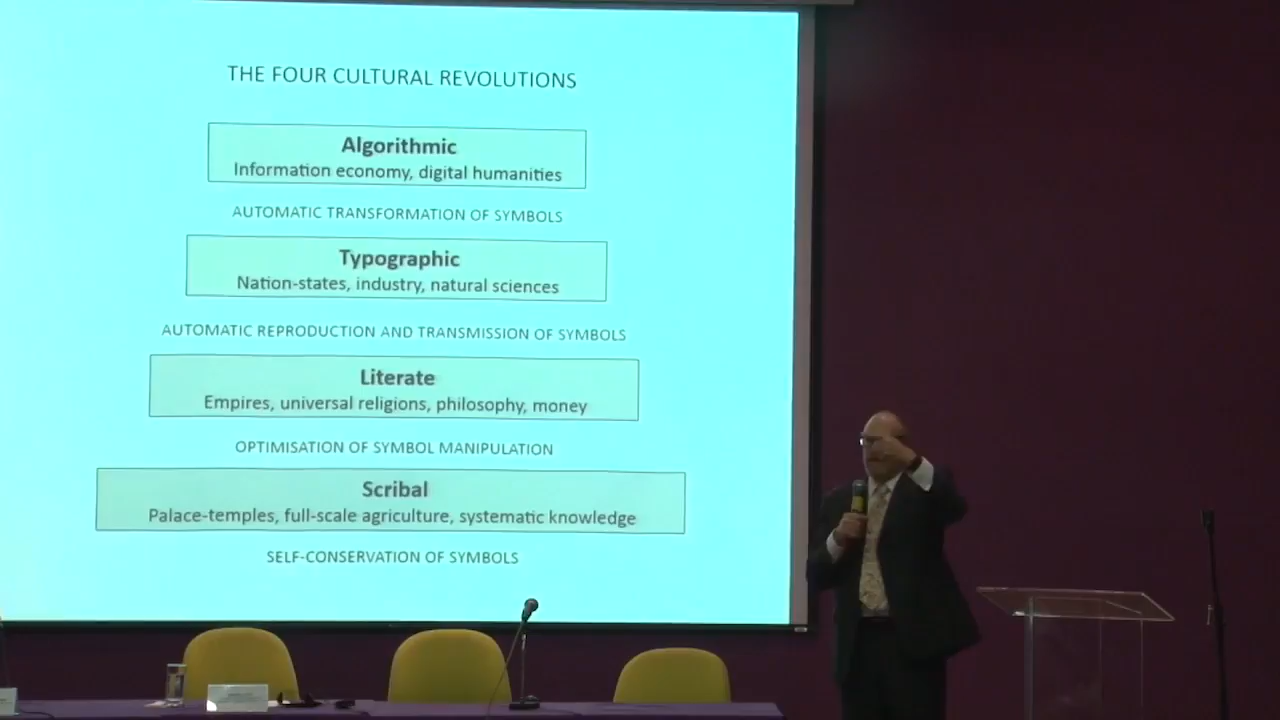 THE FOUR CULTURAL REVOLUTIONS
Algorithmic
Information economy, digital humanities
AUTOMATIC TRANSFORMATION OF SYMBOLS
Typographic
Nation-states, industry, natural sciences
AUTOMATIC REPRODUCTION AND TRANSMISSION OF SYMBOLS
Literate
Empires, universal religions, philosophy, money
OPTIMISATION OF SYMBOL MANIPULATION
Scribal
Palace-temples, full-scale agriculture, systematic knowledge
SELF-CONSERVATION OF SYMBOLS